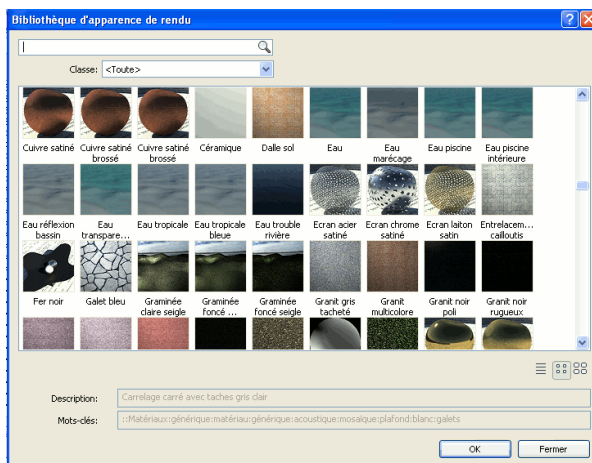 Bibliothèque d'apparence de rendu
Classe: <Toute>
Cuivre satiné Cuivre satiné brossé Cuivre satiné brossé Céramique Dalle sol Eau Eau marécage Eau piscine Eau piscine intérieure
Eau réflexion bassin Eau transpare... Eau tropicale Eau tropicale bleue Eau trouble rivière Ecran acier satiné Ecran chrome satiné Ecran laiton satin Entrelacem... cailloutis
Fer noir Galet bleu Graminée claire seigle Graminée foncé ... Graminée foncé seigle Granit gris tacheté Granit multicolore Granit noir poli Granit noir rugueux
Description: Carrelage carré avec taches gris clair
Mots-clés: ::Matériaux:générique:matériau:générique:acoustique:mosaïque:plafond:blanc:galets
OK Fermer